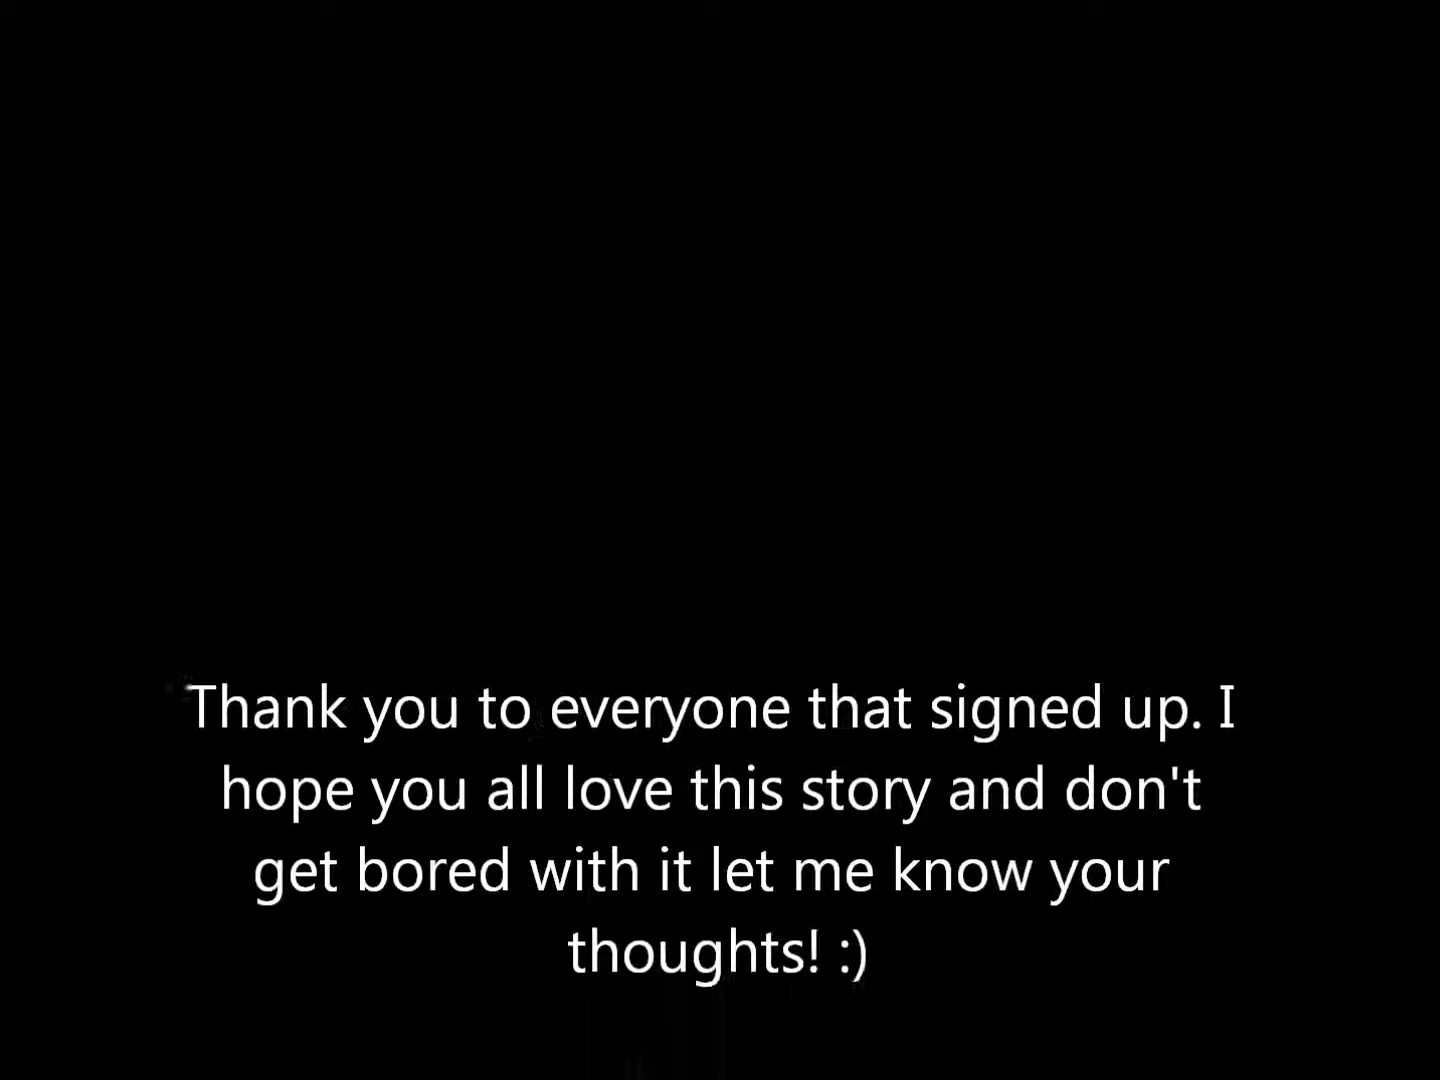 Thank you to everyone that signed up. I
hope you all love this story and don't
get bored with it let me know your
thoughts! :)